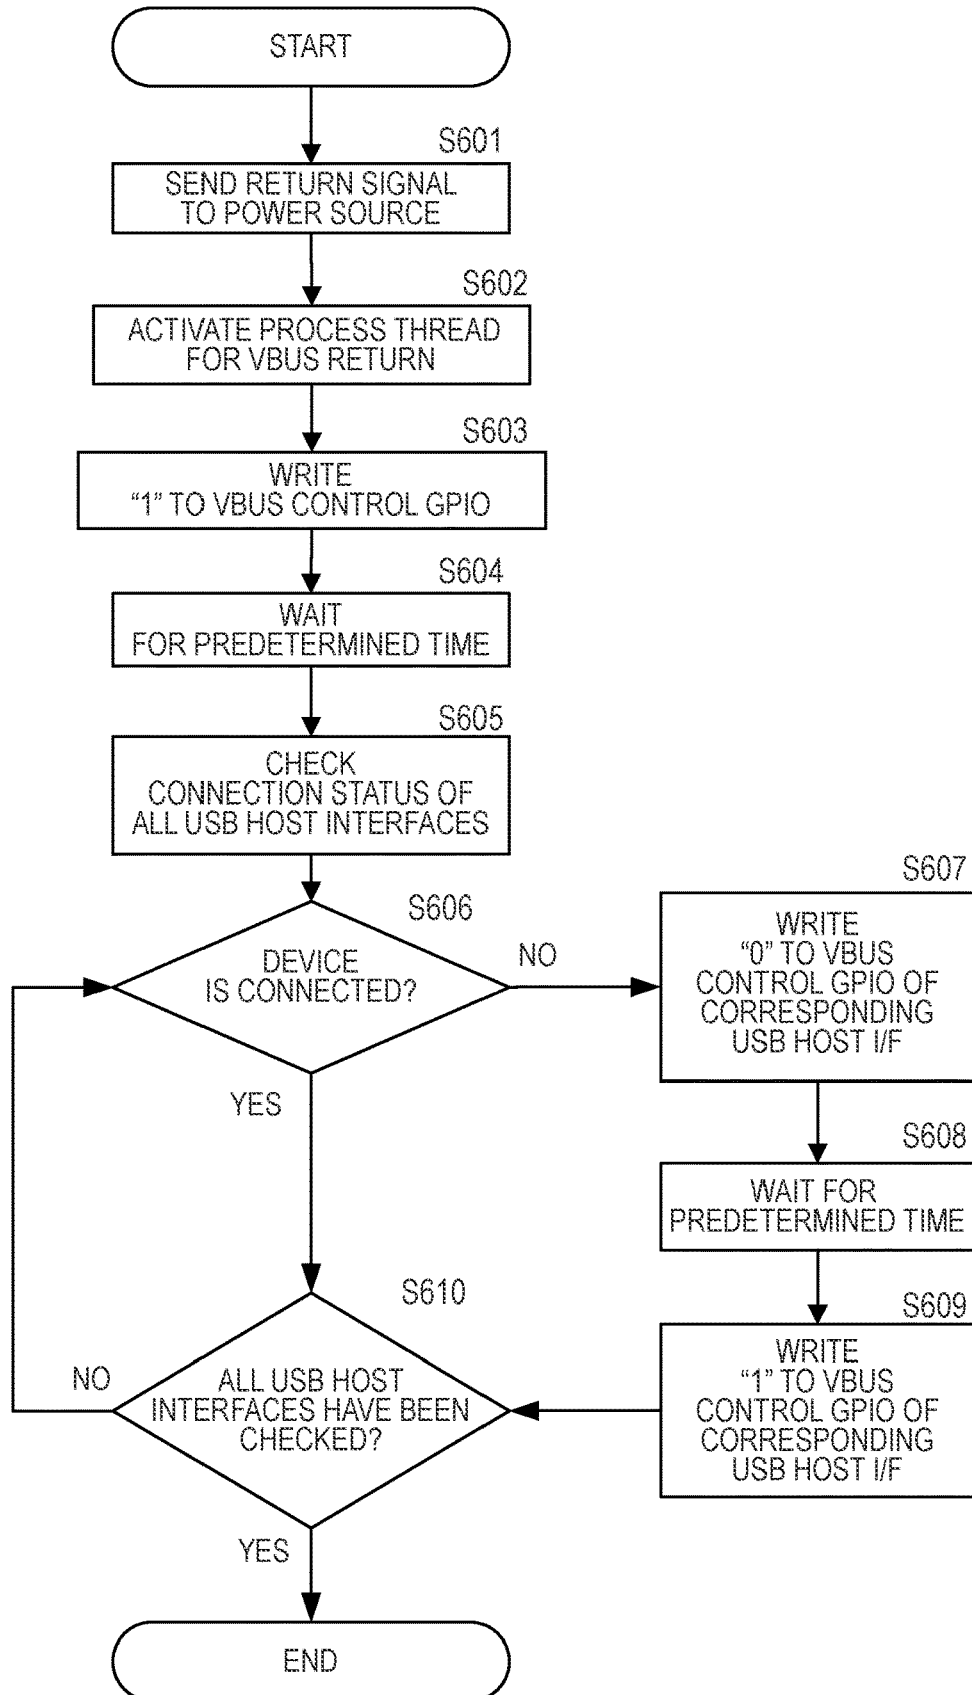 START
S601
SEND RETURN SIGNAL
TO POWER SOURCE
S602
ACTIVATE PROCESS THREAD
FOR VBUS RETURN
S603
WRITE
“1” TO VBUS CONTROL GPIO
S604
WAIT
FOR PREDETERMINED TIME
S605
CHECK
CONNECTION STATUS OF
ALL USB HOST INTERFACES
S606
DEVICE
IS CONNECTED?
NO
YES
S607
WRITE
“0” TO VBUS
CONTROL GPIO OF
CORRESPONDING
USB HOST I/F
S608
WAIT FOR
PREDETERMINED TIME
S609
WRITE
“1” TO VBUS
CONTROL GPIO OF
CORRESPONDING
USB HOST I/F
S610
ALL USB HOST
INTERFACES HAVE BEEN
CHECKED?
NO
YES
END